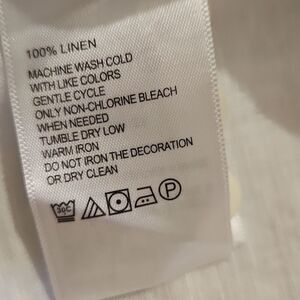 100% LINEN
MACHINE WASH COLD
WITH LIKE COLORS
GENTLE CYCLE
ONLY NON-CHLORINE BLEACH
WHEN NEEDED
TUMBLE DRY LOW
WARM IRON
DO NOT IRON THE DECORATION
OR DRY CLEAN
30C P